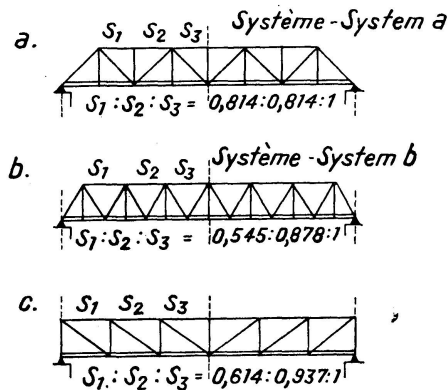 a.
Système - System a
S₁ S₂ S₃
S₁ : S₂ : S₃ = 0,814 : 0,814 : 1
b.
Système - System b
S₁ S₂ S₃
S₁ : S₂ : S₃ = 0,545 : 0,878 : 1
c.
S₁ S₂ S₃
S₁ : S₂ : S₃ = 0,614 : 0,937 : 1